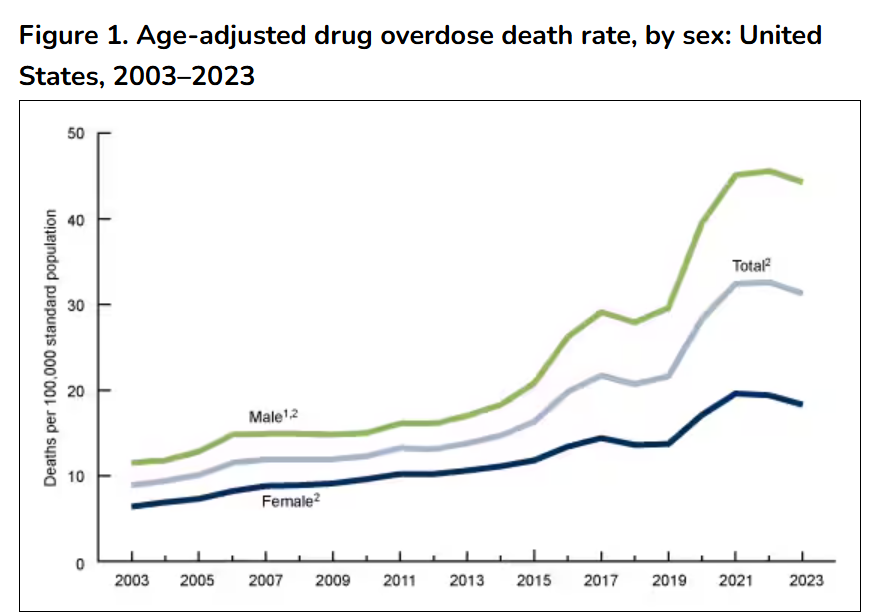 Figure 1. Age-adjusted drug overdose death rate, by sex: United
States, 2003–2023
50
40
30
20
10
0
Deaths per 100,000 standard population
Total²
Male¹,²
Female²
2003 2005 2007 2009 2011 2013 2015 2017 2019 2021 2023